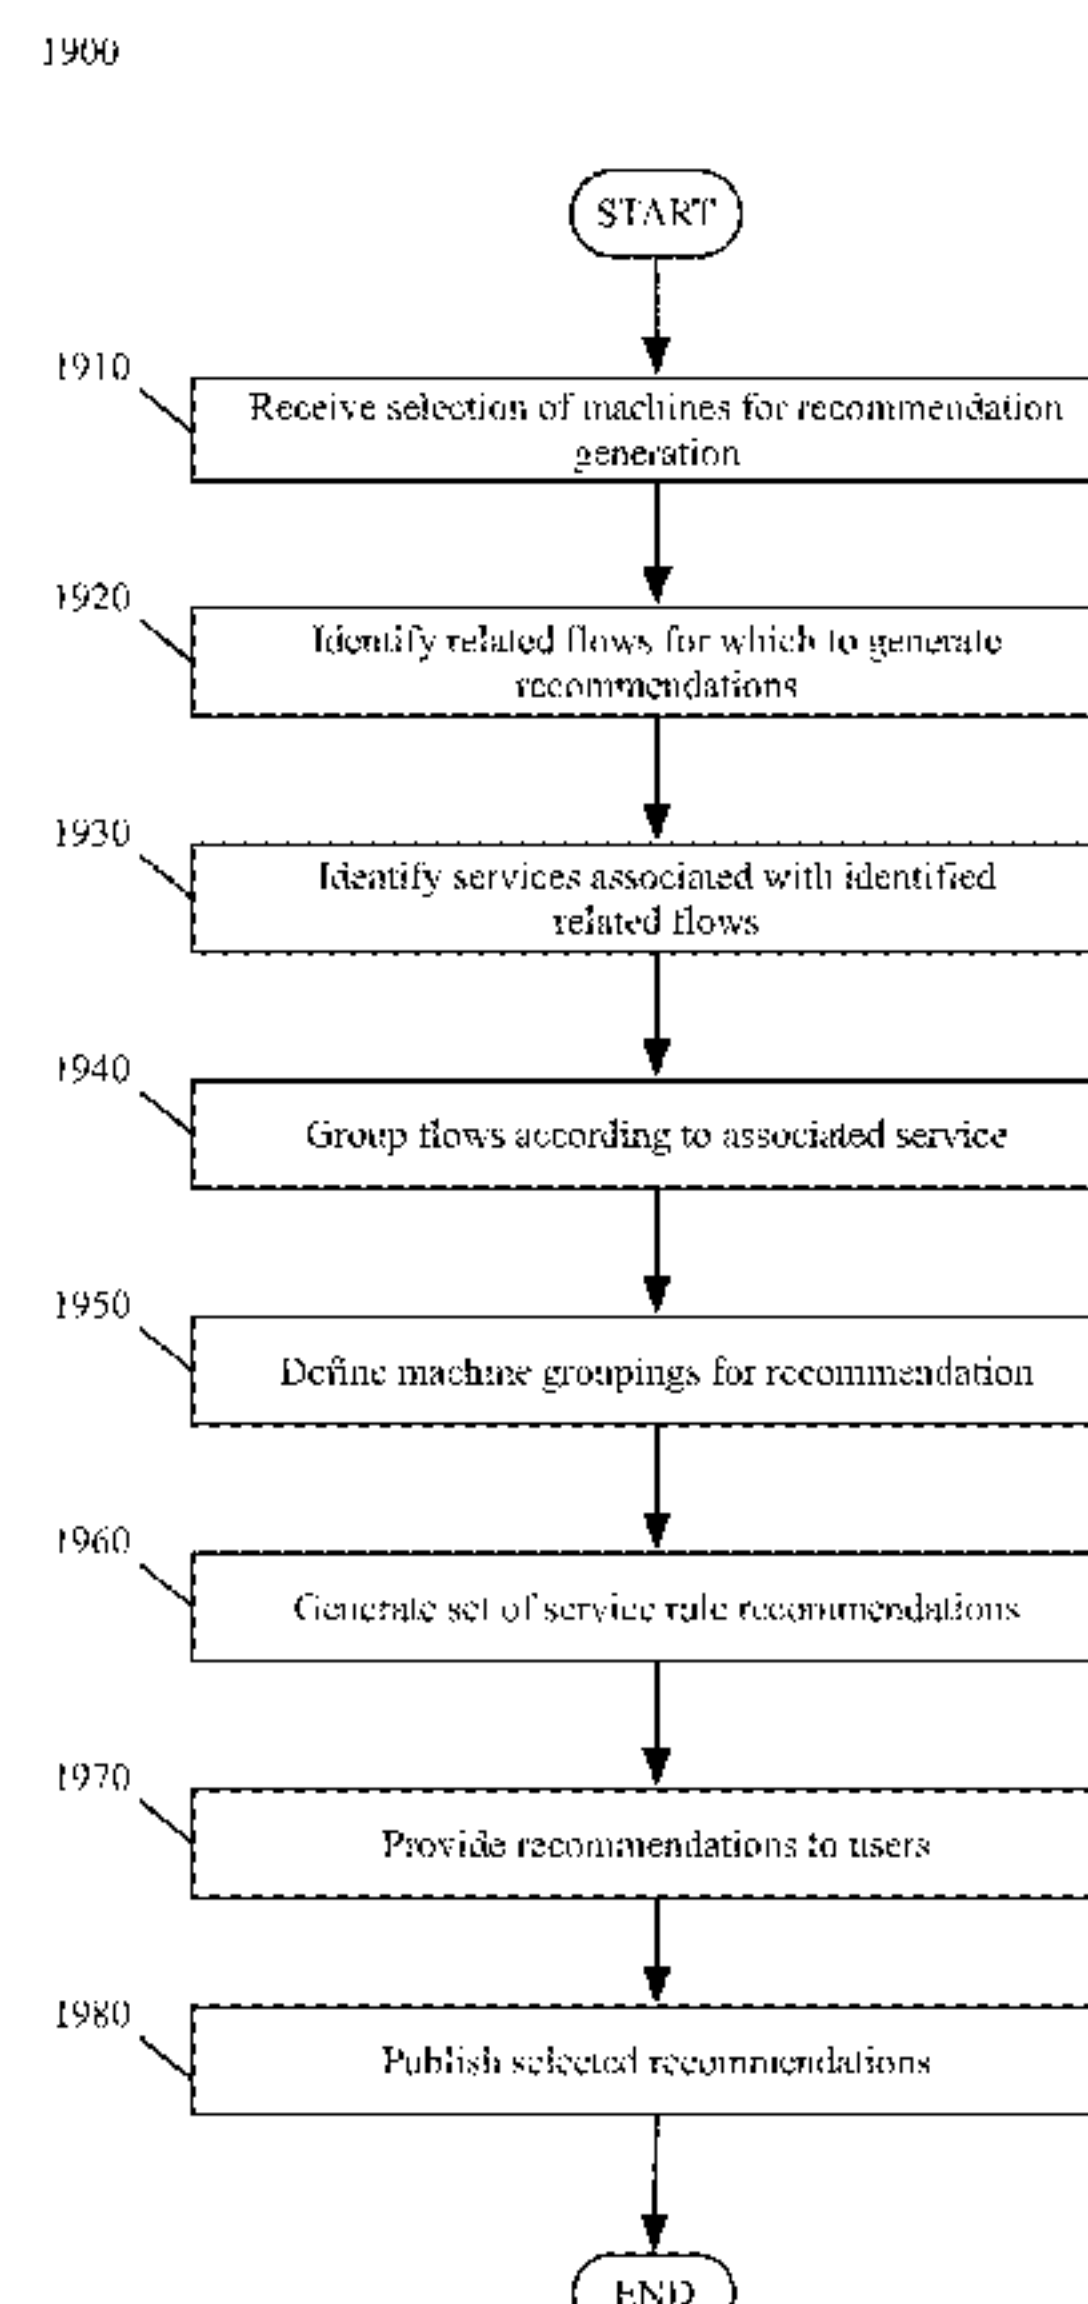 1900
START
1910
Receive selection of machines for recommendation
generation
1920
Identify related flows for which to generate
recommendations
1930
Identify services associated with identified
related flows
1940
Group flows according to associated service
1950
Define machine groupings for recommendation
1960
Generate set of service rule recommendations
1970
Provide recommendations to users
1980
Publish selected recommendations
END